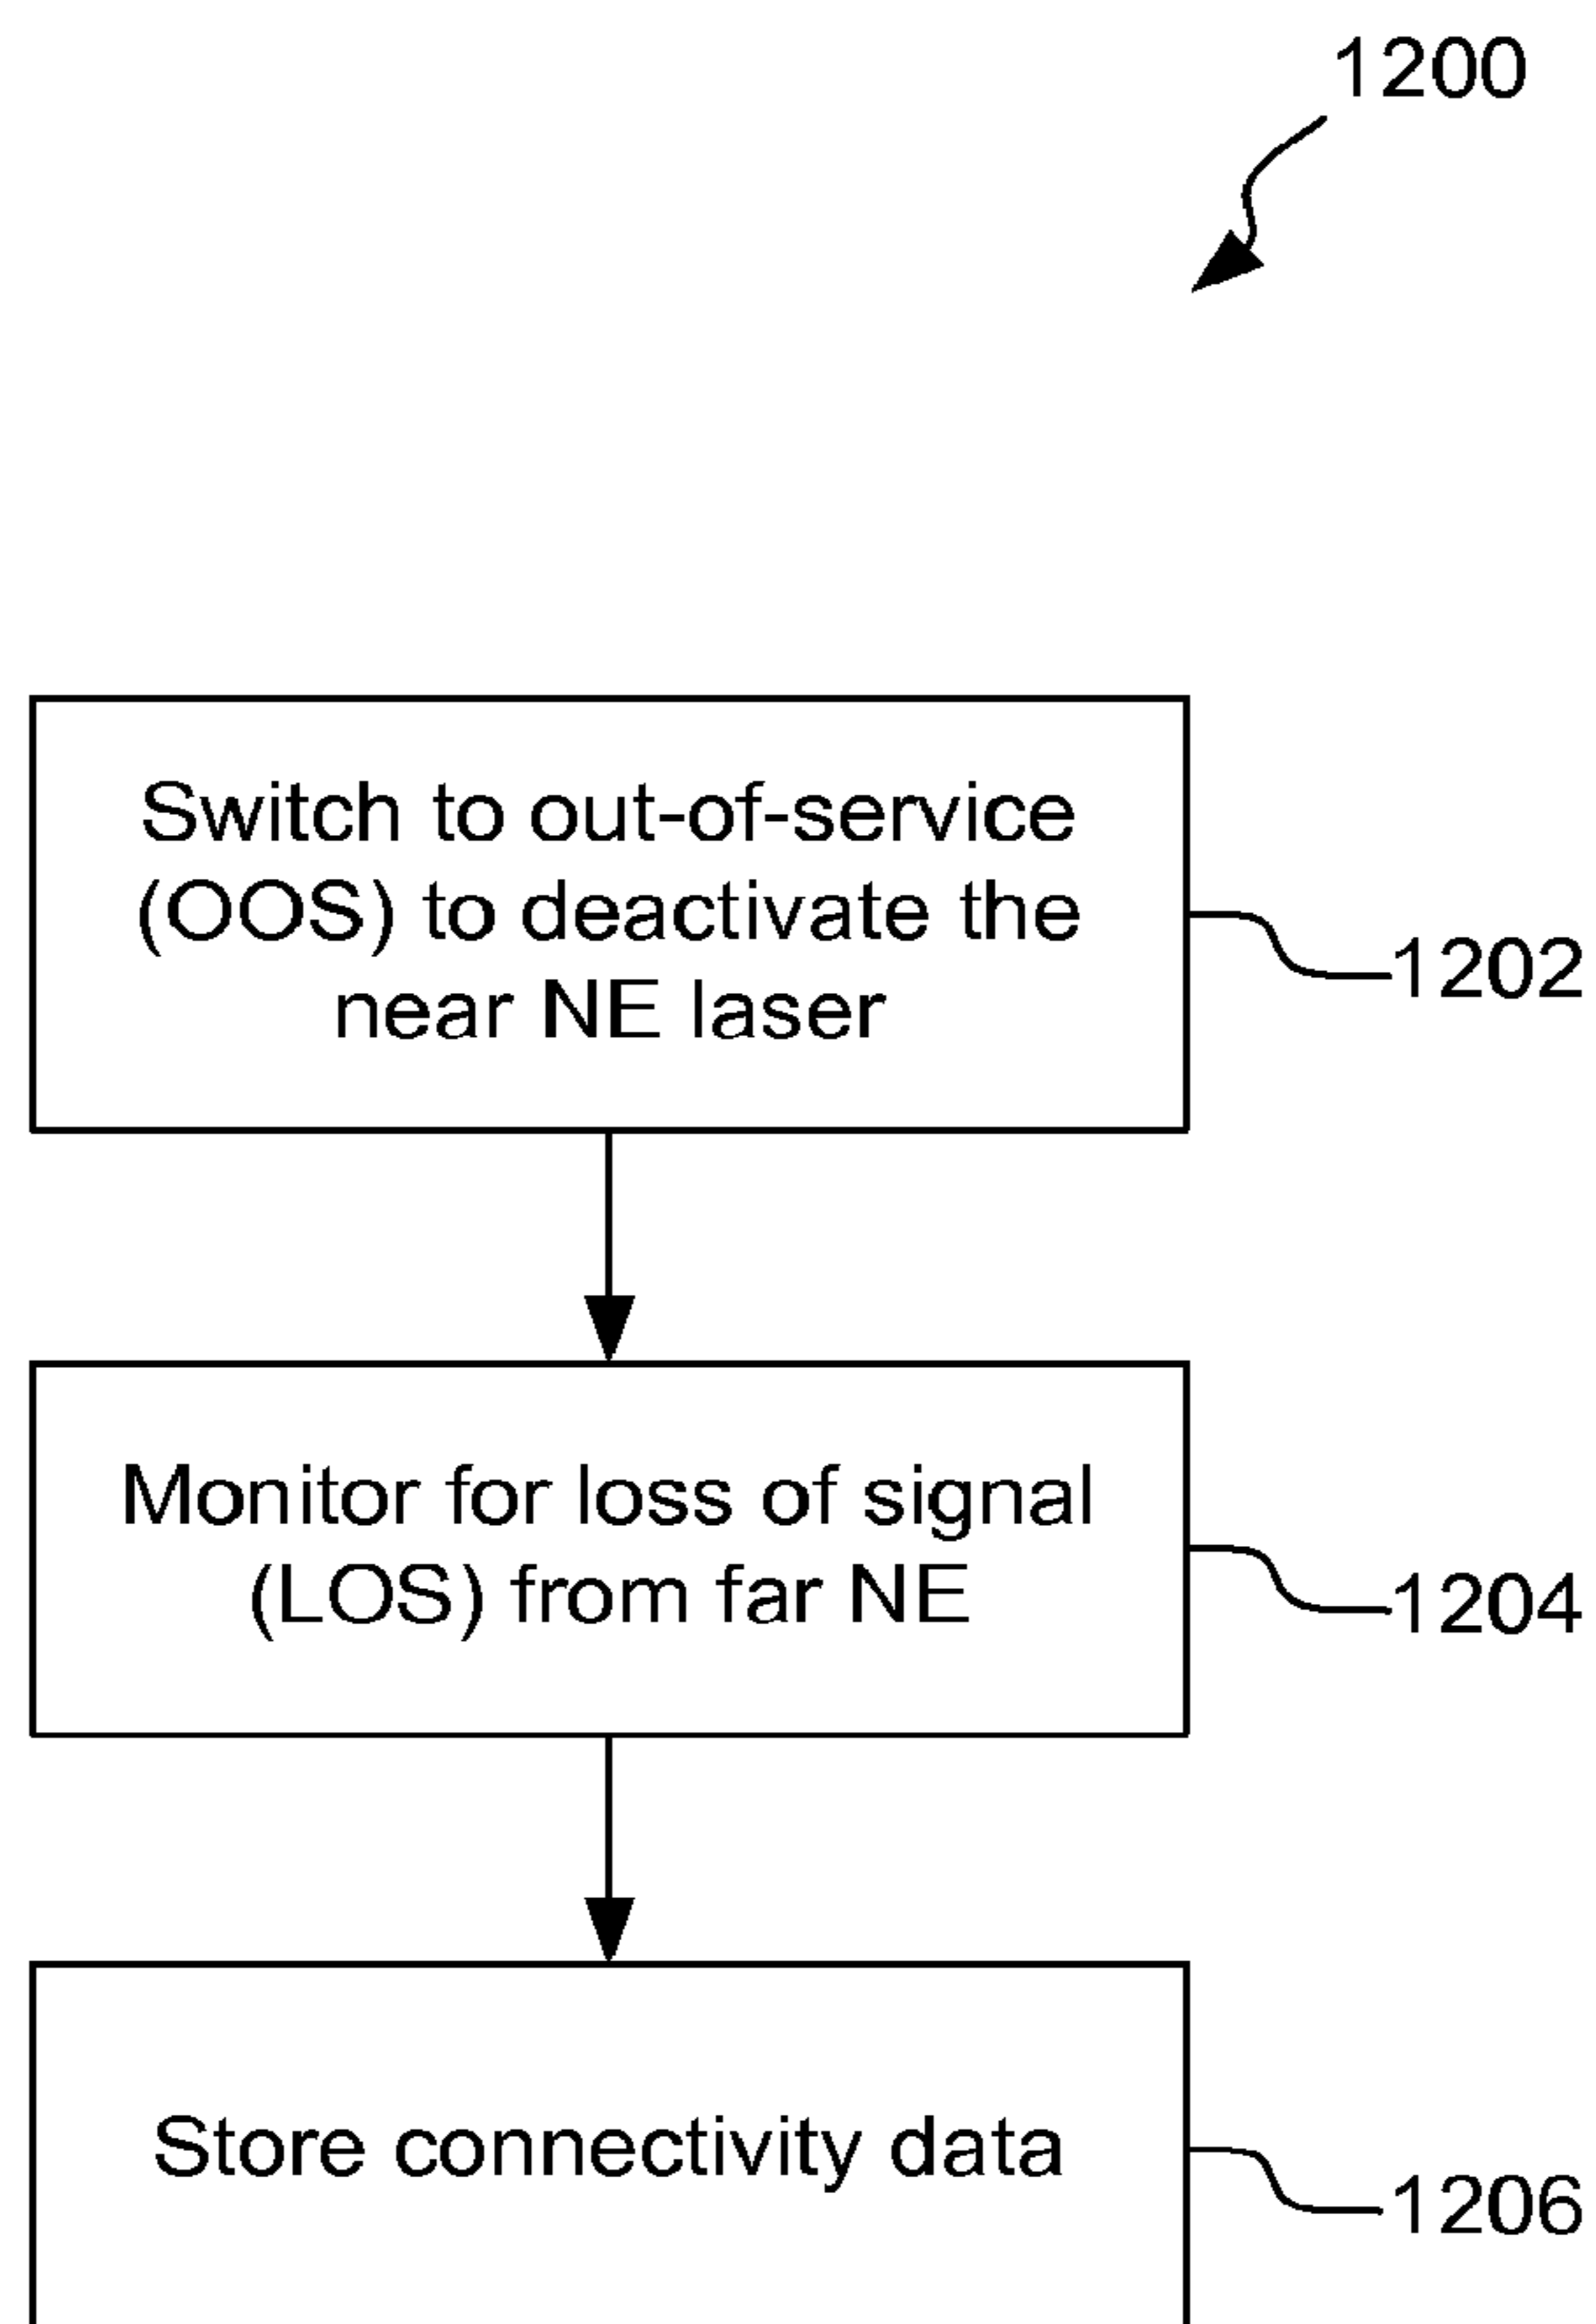 1200
Switch to out-of-service
(OOS) to deactivate the
near NE laser
1202
Monitor for loss of signal
(LOS) from far NE
1204
Store connectivity data
1206